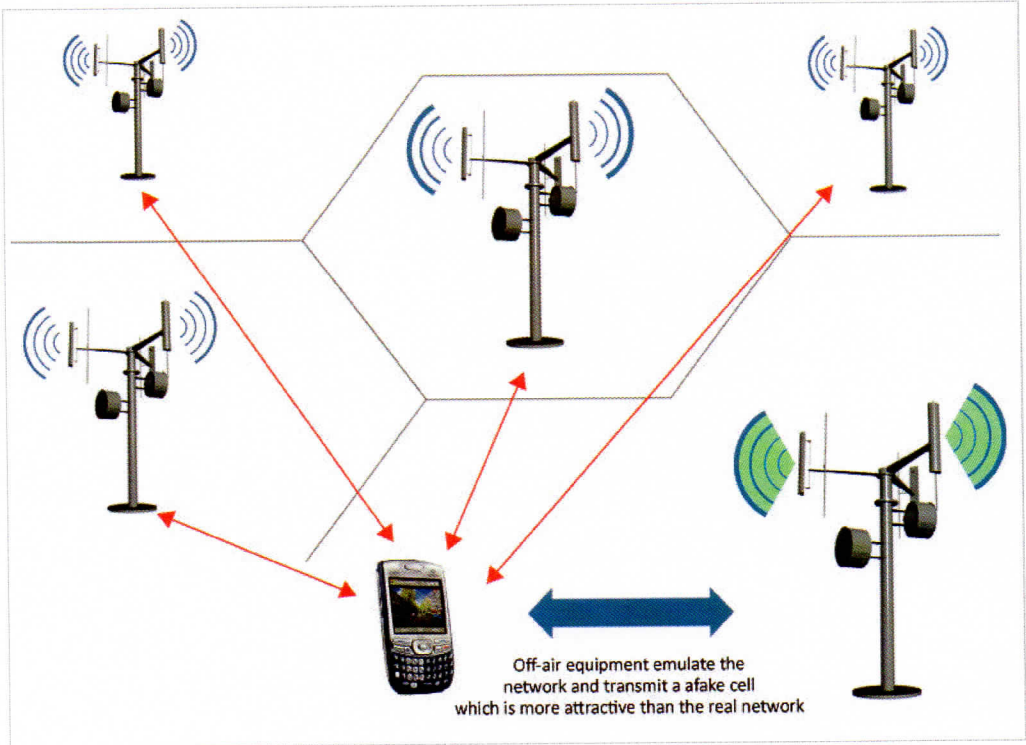 Off-air equipment emulate the
network and transmit a afake cell
which is more attractive than the real network